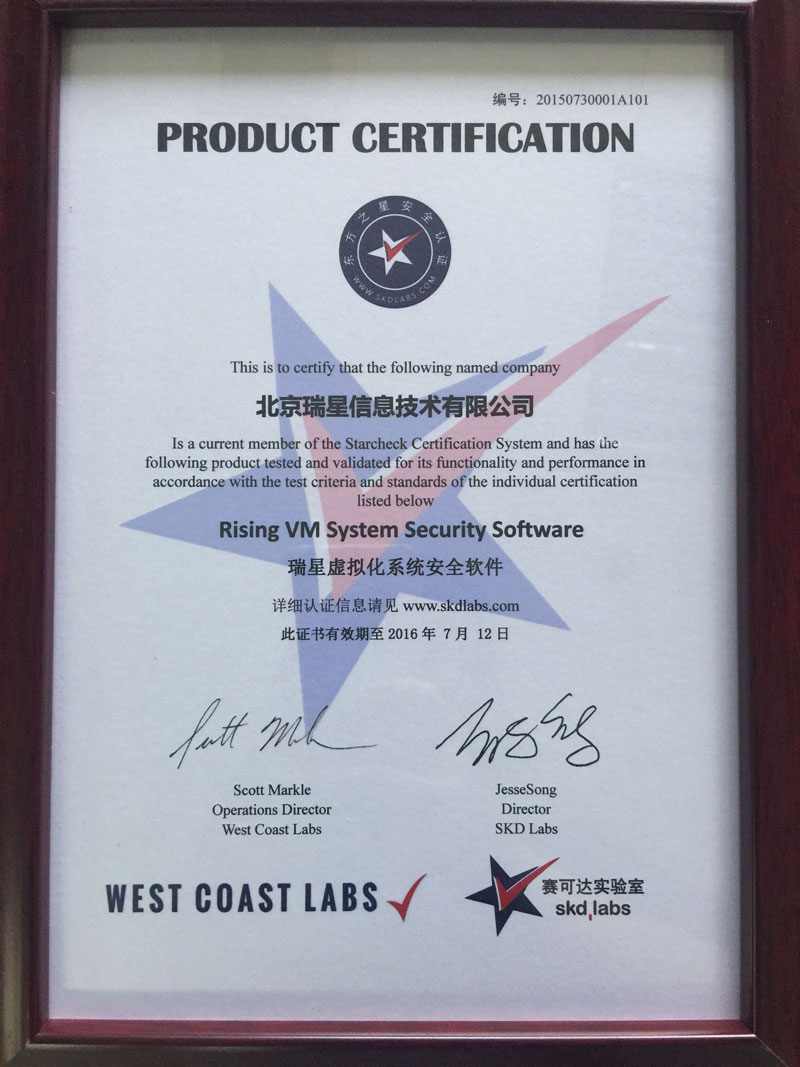 编号：20150730001A101
PRODUCT CERTIFICATION
东方之星安全认证
WWW.SKDLABS.COM
This is to certify that the following named company
北京瑞星信息技术有限公司
Is a current member of the Starcheck Certification System and has the
following product tested and validated for its functionality and performance in
accordance with the test criteria and standards of the individual certification
listed below
Rising VM System Security Software
瑞星虚拟化系统安全软件
详细认证信息请见 www.skdlabs.com
此证书有效期至 2016 年 7 月 12 日
Scott Markle
Operations Director
West Coast Labs
JesseSong
Director
SKD Labs
WEST COAST LABS
赛可达实验室
skd labs